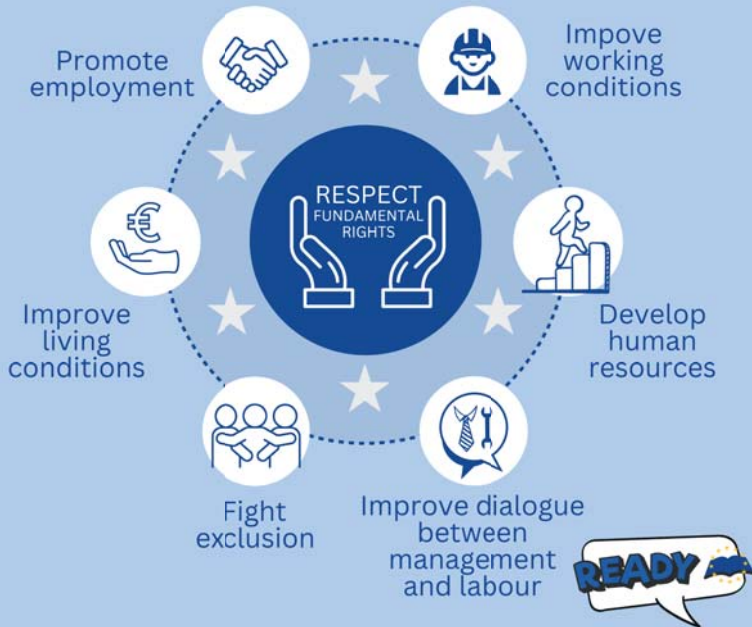 Promote
employment
Impove
working
conditions
RESPECT
FUNDAMENTAL
RIGHTS
€
Improve
living
conditions
Develop
human
resources
Fight
exclusion
Improve dialogue
between
management
and labour
READY